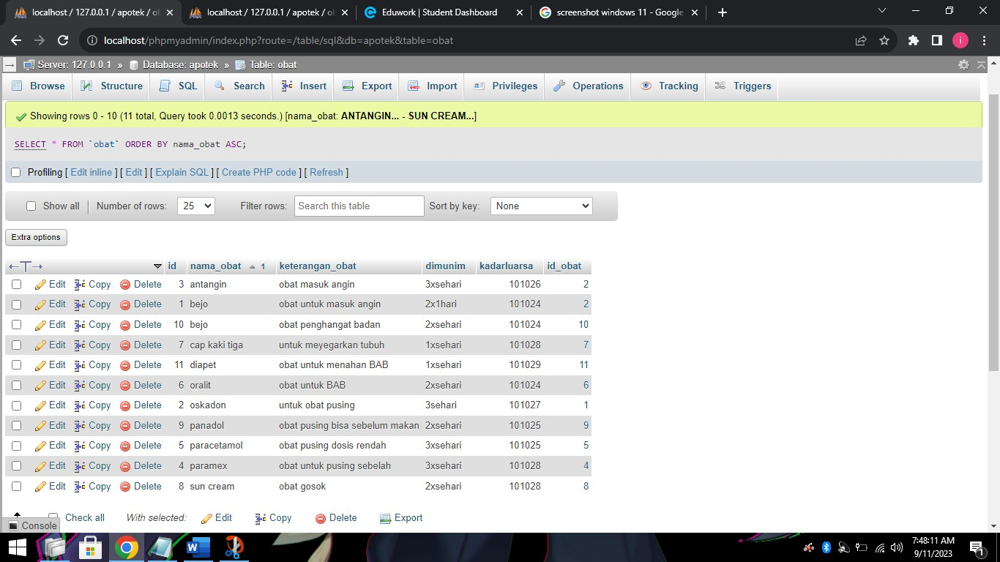 localhost / 127.0.0.1 / apotek / o
localhost / 127.0.0.1 / apotek / ob
Eduwork | Student Dashboard
screenshot windows 11 - Google
localhost/phpmyadmin/index.php?route=/table/sql&db=apotek&table=obat
i
Server: 127.0.0.1 » Database: apotek » Table: obat
Browse Structure SQL Search Insert Export Import Privileges Operations Tracking Triggers
Showing rows 0 - 10 (11 total, Query took 0.0013 seconds.) [nama_obat: ANTANGIN... - SUN CREAM...]
SELECT * FROM `obat` ORDER BY nama_obat ASC;
Profiling [ Edit inline ] [ Edit ] [ Explain SQL ] [ Create PHP code ] [ Refresh ]
Show all Number of rows: 25 Filter rows: Search this table Sort by key: None
Extra options
id nama_obat 1 keterangan_obat dimunim kadarluarsa id_obat
Edit Copy Delete 3 antangin obat masuk angin 3xsehari 101026 2
Edit Copy Delete 1 bejo obat untuk masuk angin 2x1hari 101024 2
Edit Copy Delete 10 bejo obat penghangat badan 2xsehari 101024 10
Edit Copy Delete 7 cap kaki tiga untuk meyegarkan tubuh 1xsehari 101028 7
Edit Copy Delete 11 diapet obat untuk menahan BAB 1xsehari 101029 11
Edit Copy Delete 6 oralit obat untuk BAB 2xsehari 101024 6
Edit Copy Delete 2 oskadon untuk obat pusing 3sehari 101027 1
Edit Copy Delete 9 panadol obat pusing bisa sebelum makan 2xsehari 101025 9
Edit Copy Delete 5 paracetamol obat pusing dosis rendah 3xsehari 101025 5
Edit Copy Delete 4 paramex obat untuk pusing sebelah 3xsehari 101028 4
Edit Copy Delete 8 sun cream obat gosok 2xsehari 101028 8
Check all With selected: Edit Copy Delete Export
Console
7:48:11 AM
9/11/2023
1